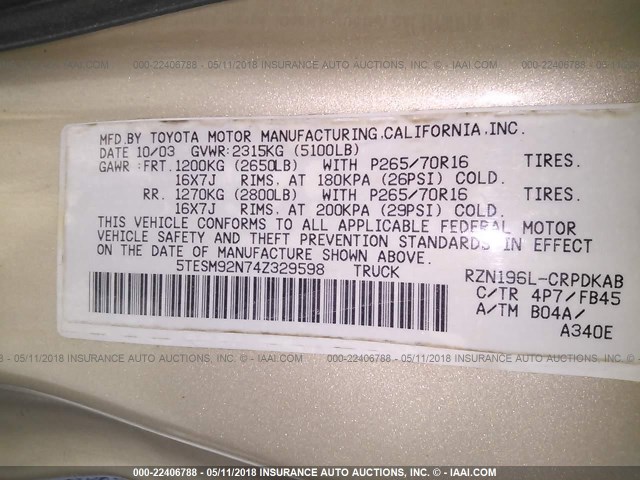 000-22406788 - 05/11/2018 INSURANCE AUTO AUCTIONS, INC. - IAAI.COM
MFD.BY TOYOTA MOTOR MANUFACTURING,CALIFORNIA,INC.
DATE 10/03 GVWR:2315KG (5100LB)
GAWR :FRT. 1200KG (2650LB) WITH P265/70R16 TIRES.
16X7J RIMS, AT 180KPA (26PSI) COLD.
RR. 1270KG (2800LB) WITH P265/70R16 TIRES.
16X7J RIMS, AT 200KPA (29PSI) COLD.
THIS VEHICLE CONFORMS TO ALL APPLICABLE FEDERAL MOTOR
VEHICLE SAFETY AND THEFT PREVENTION STANDARDS IN EFFECT
ON THE DATE OF MANUFACTURE SHOWN ABOVE.
5TESM92N74Z329598 TRUCK RZN196L-CRPDKAB
C/TR 4P7/FB45
A/TM B04A/
A340E
000-22406788 - 05/11/2018 INSURANCE AUTO AUCTIONS, INC. - IAAI.COM
000-22406788 - 05/11/2018 INSURANCE AUTO AUCTIONS, INC. - IAAI.COM